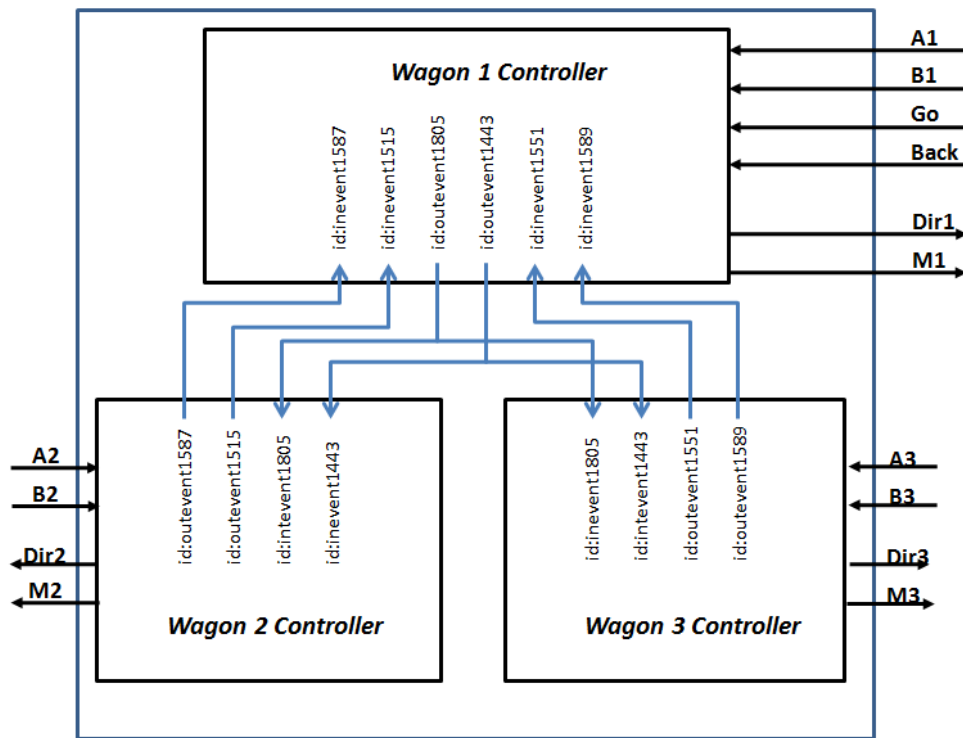 Wagon 1 Controller
A1
B1
Go
Back
Dir1
M1
id:inevent1587
id:inevent1515
id:outevent1805
id:outevent1443
id:inevent1551
id:inevent1589
id:outevent1587
id:outevent1515
id:intevent1805
id:inevent1443
A2
B2
Dir2
M2
Wagon 2 Controller
id:inevent1805
id:intevent1443
id:outevent1551
id:outevent1589
A3
B3
Dir3
M3
Wagon 3 Controller